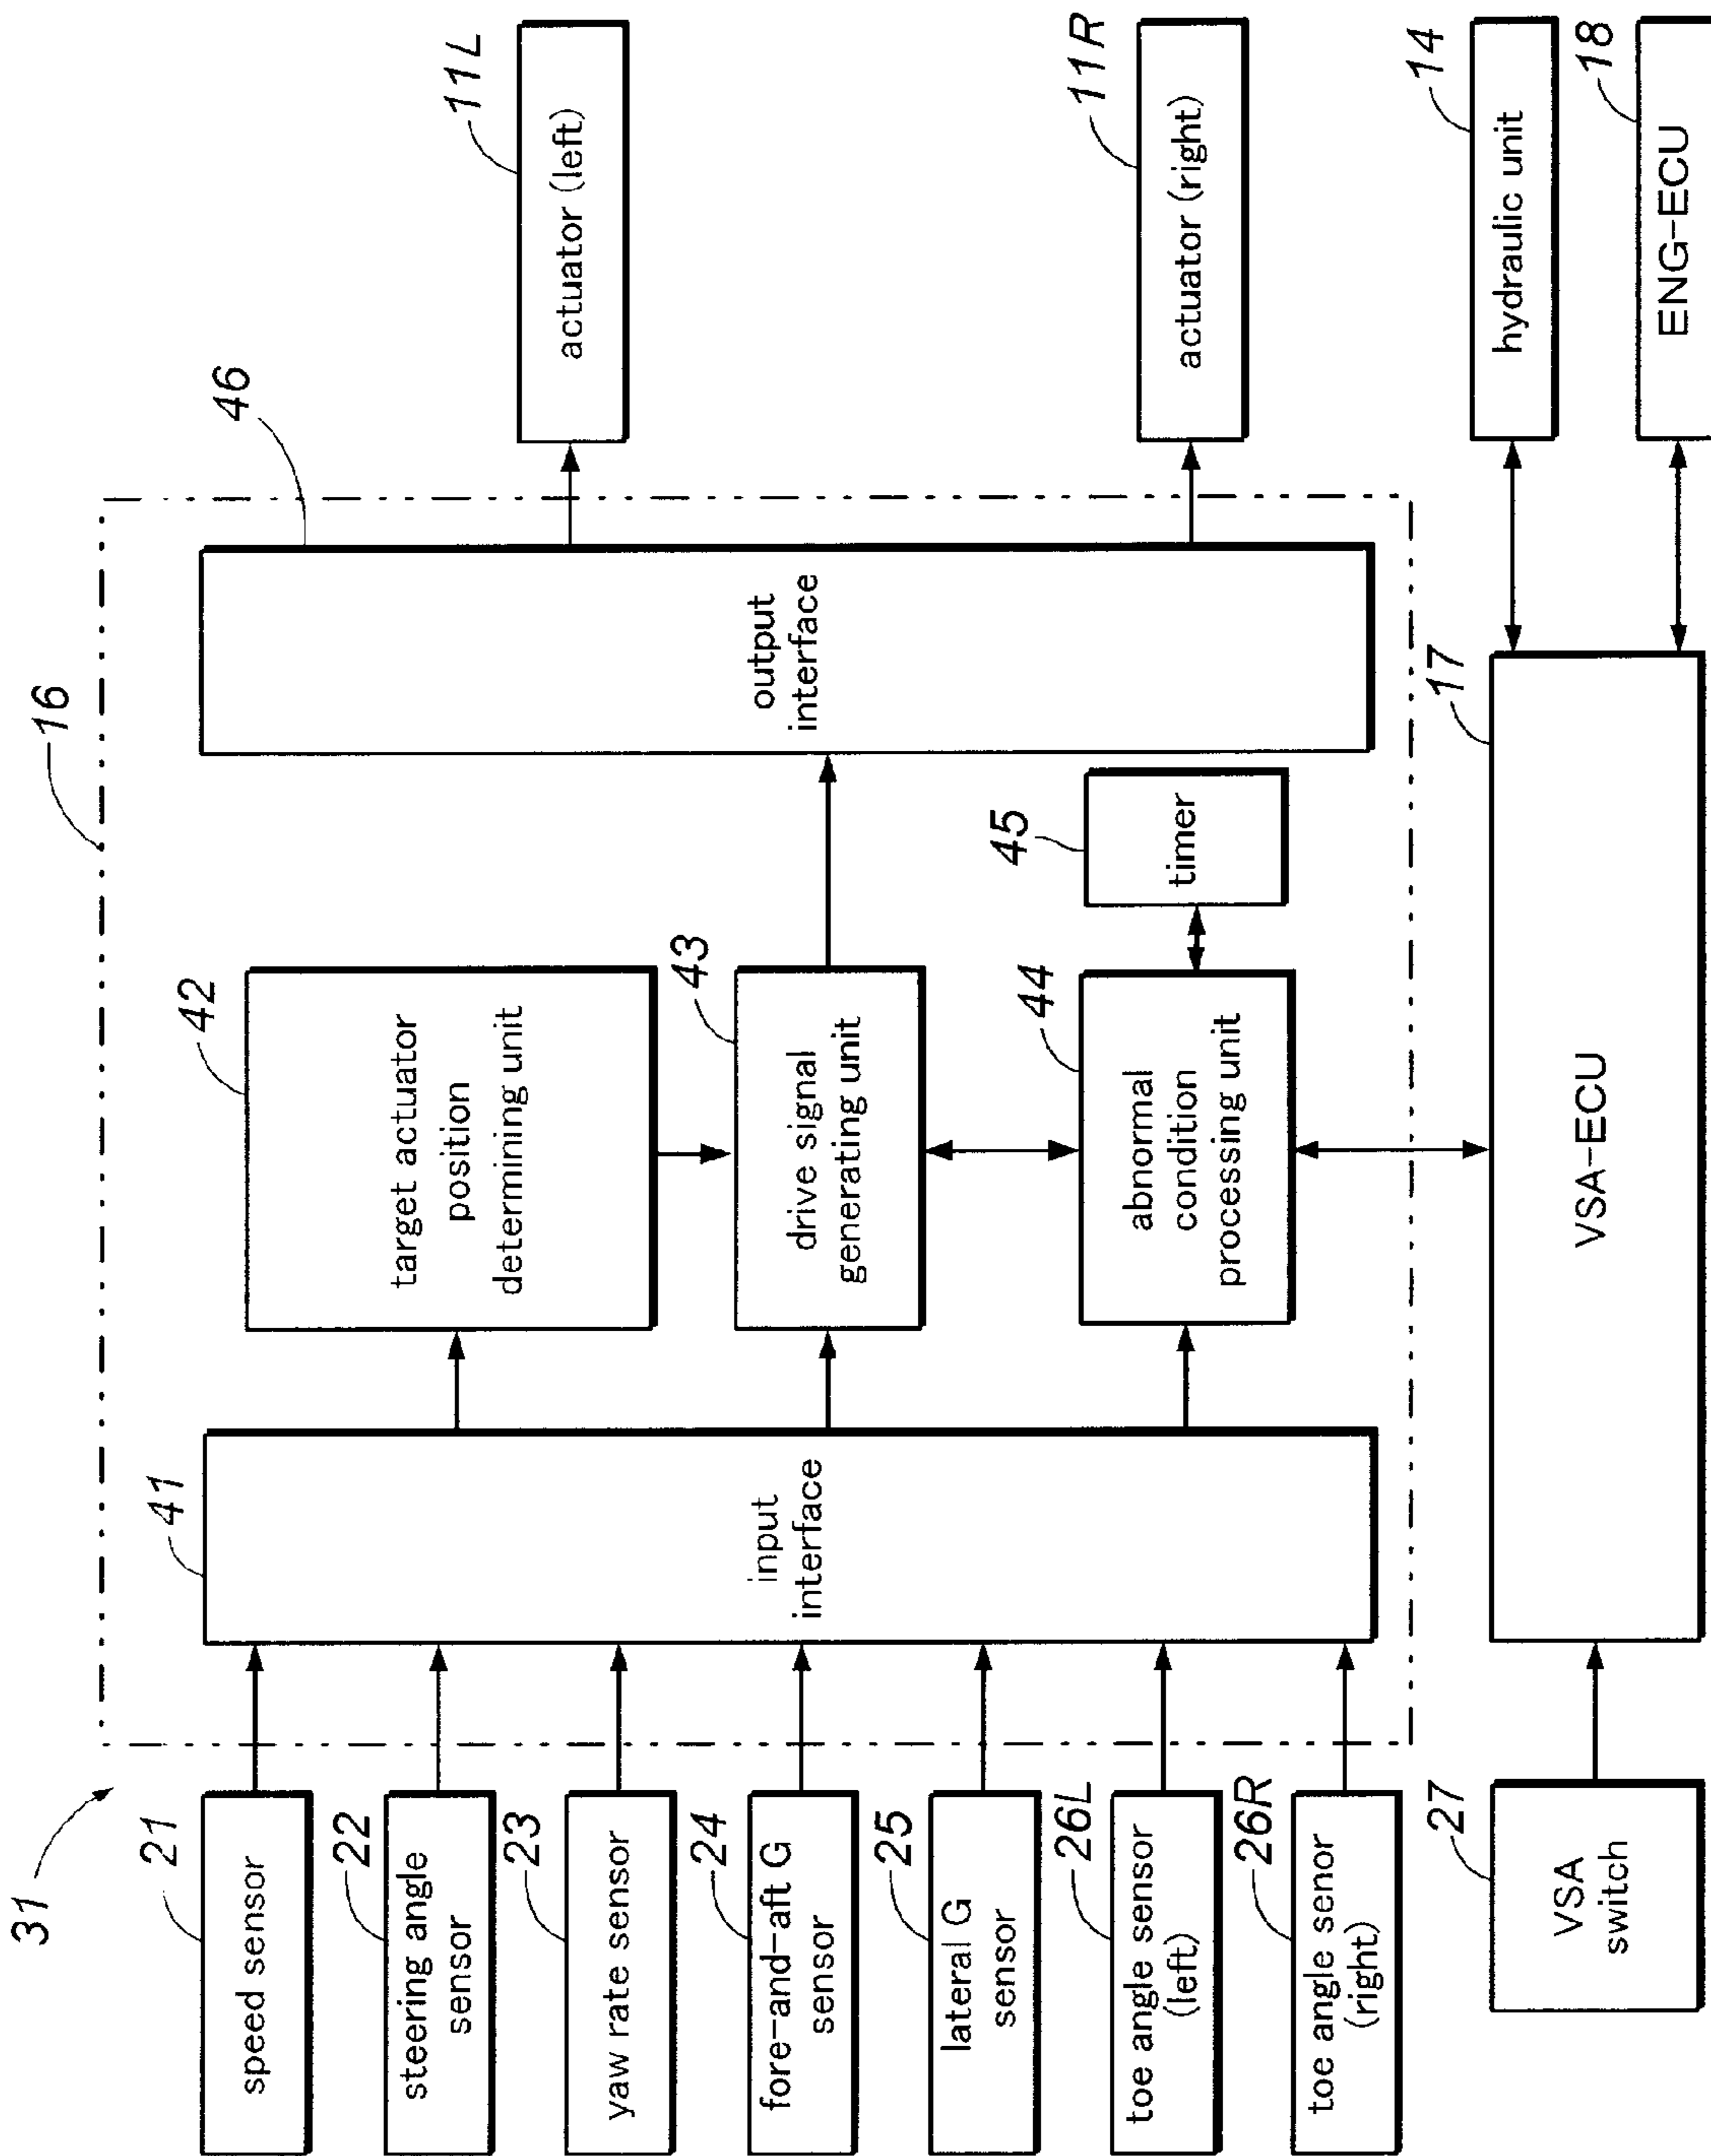 31
16
21
speed sensor
22
steering angle
sensor
23
yaw rate sensor
24
fore-and-aft G
sensor
25
lateral G
sensor
26L
toe angle sensor
(left)
26R
toe angle senor
(right)
27
VSA
switch
41
input
interface
42
target actuator
position
determining unit
43
drive signal
generating unit
44
abnormal
condition
processing unit
45
timer
46
output
interface
17
VSA-ECU
11L
actuator (left)
11R
actuator (right)
14
hydraulic unit
18
ENG-ECU